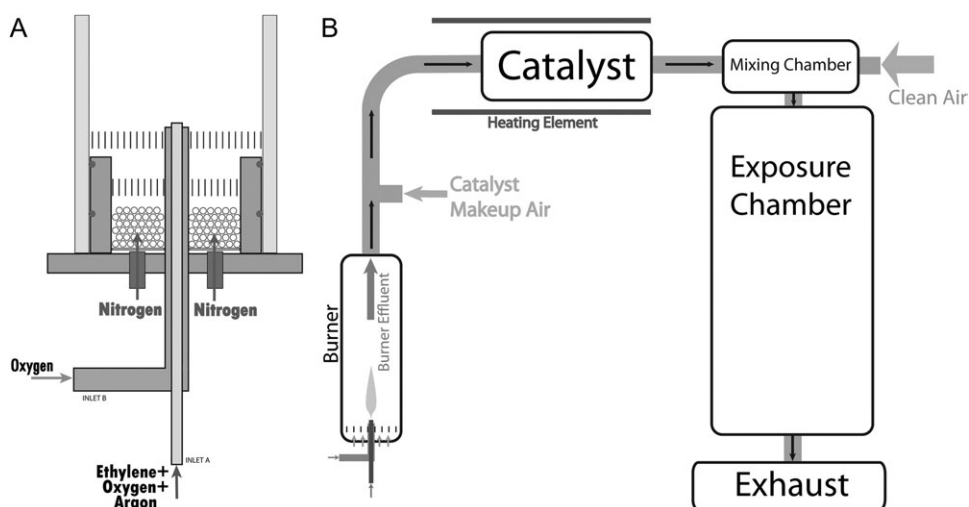 A
Nitrogen
Nitrogen
Oxygen
INLET B
INLET A
Ethylene+
Oxygen+
Argon
B
Catalyst
Heating Element
Mixing Chamber
Clean Air
Catalyst
Makeup Air
Burner
Burner Effluent
Exposure
Chamber
Exhaust